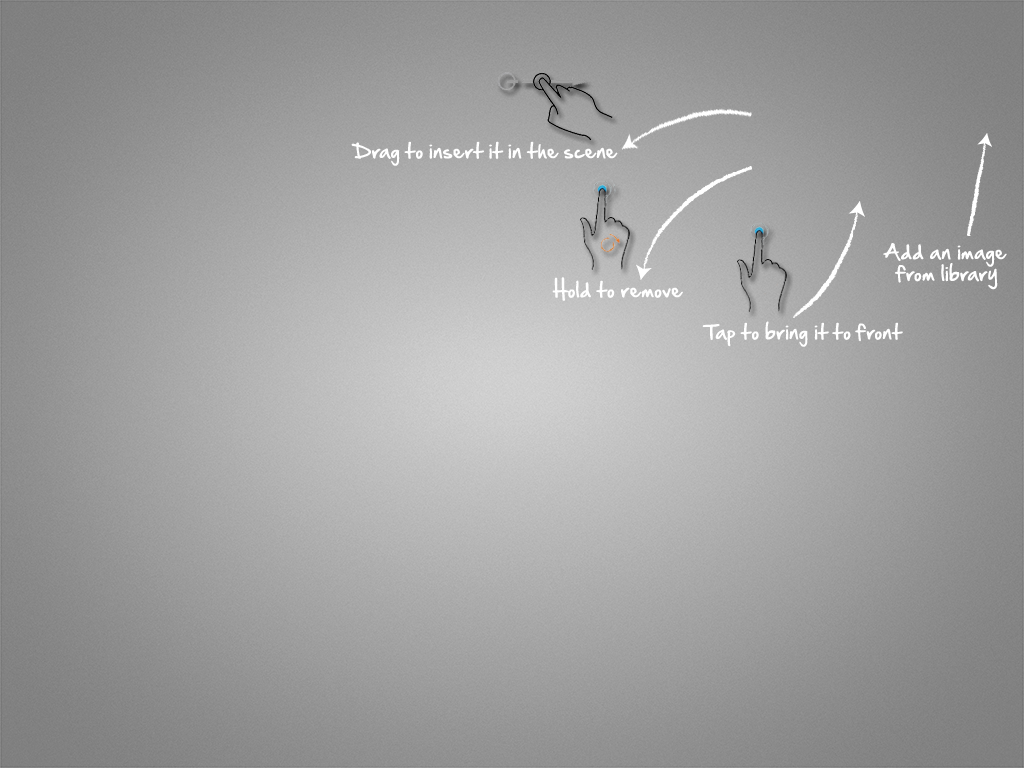 Drag to insert it in the scene
Hold to remove
Tap to bring it to front
Add an image
from library